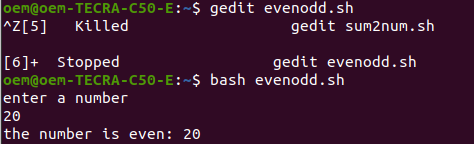 oem@oem-TECRA-C50-E:~$ gedit evenodd.sh
^Z[5]   Killed                  gedit sum2num.sh
[6]+  Stopped                 gedit evenodd.sh
oem@oem-TECRA-C50-E:~$ bash evenodd.sh
enter a number
20
the number is even: 20